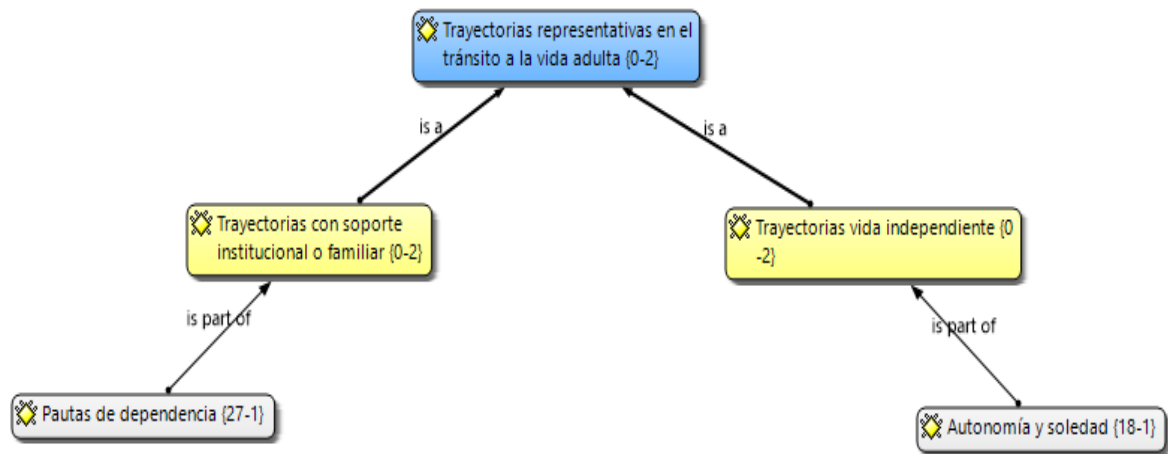 Trayectorias representativas en el
tránsito a la vida adulta {0-2}
is a
is a
Trayectorias con soporte
institucional o familiar {0-2}
Trayectorias vida independiente {0
-2}
is part of
is part of
Pautas de dependencia {27-1}
Autonomía y soledad {18-1}